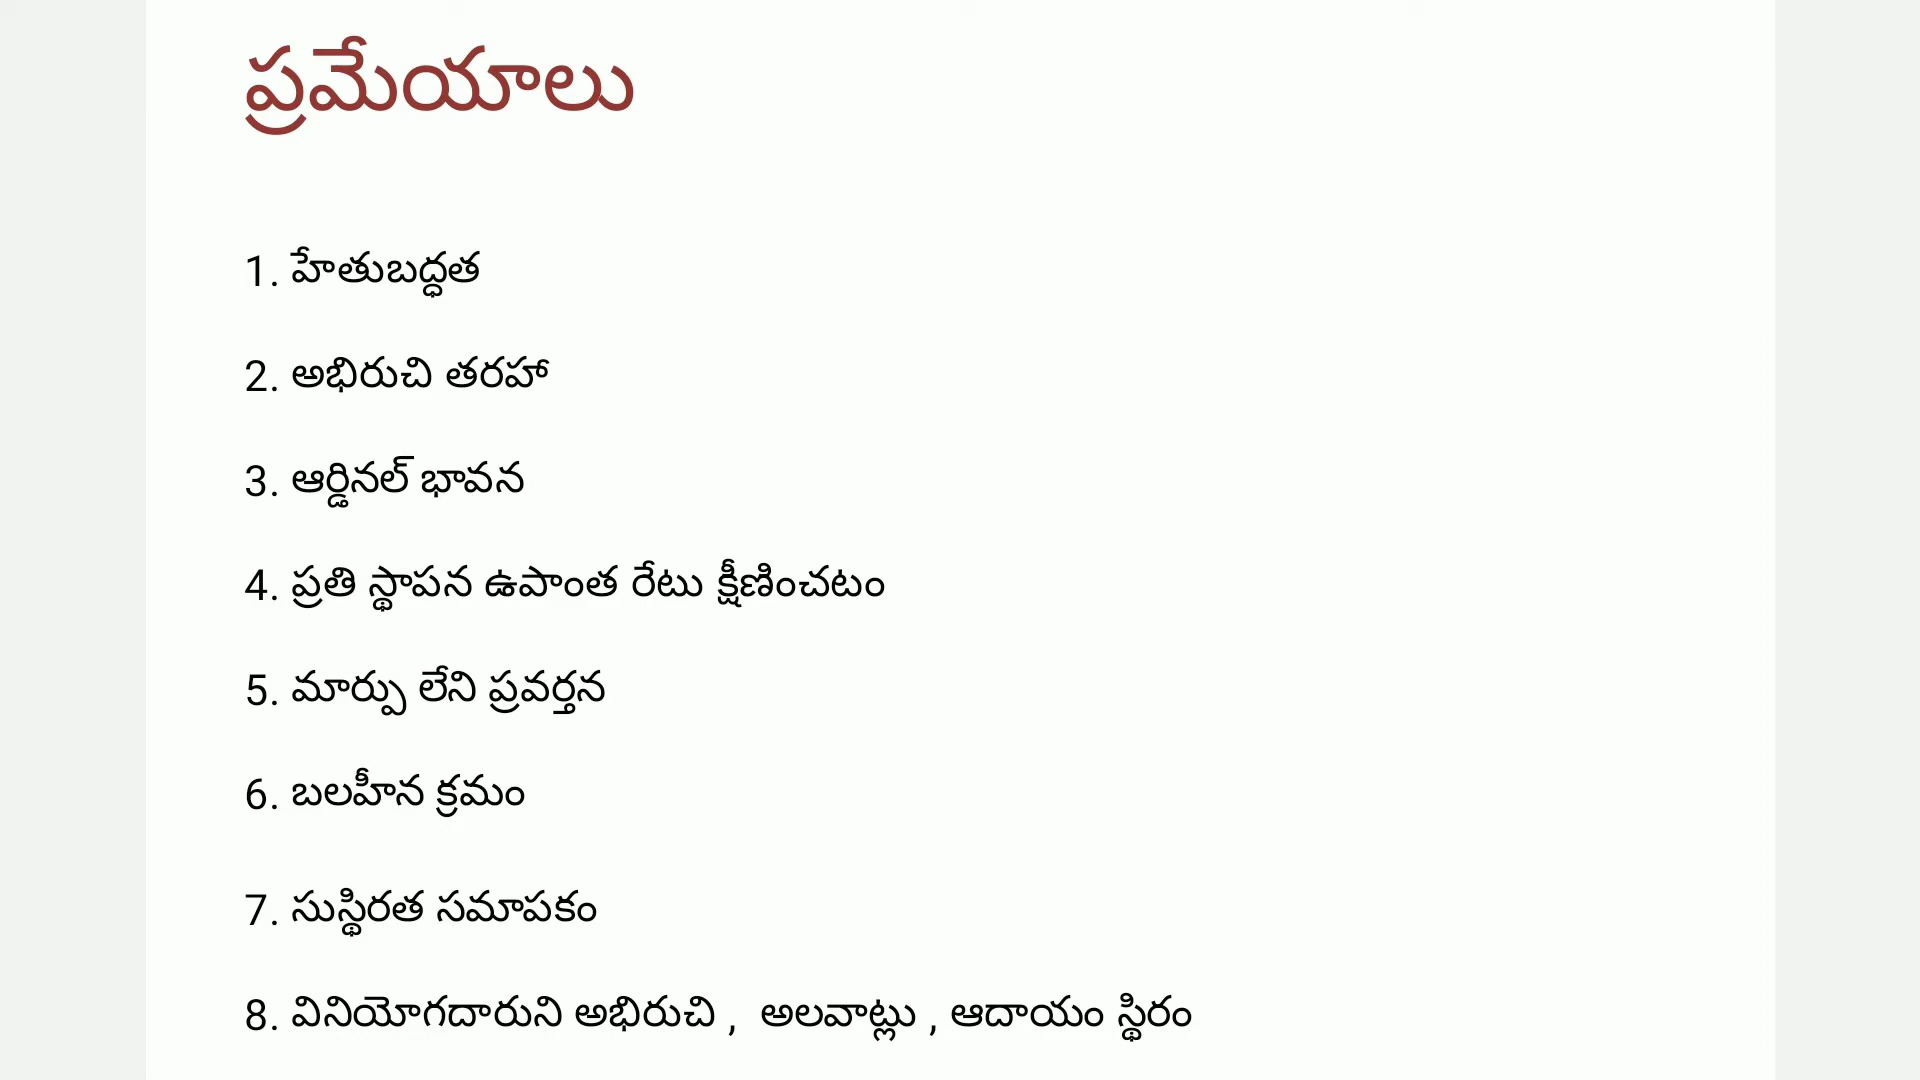 ప్రమేయాలు
1. హేతుబద్ధత
2. అభిరుచి తరహా
3. ఆర్డినల్ భావన
4. ప్రతి స్థాపన ఉపాంత రేటు క్షీణించటం
5. మార్పు లేని ప్రవర్తన
6. బలహీన క్రమం
7. సుస్థిరత సమాపకం
8. వినియోగదారుని అభిరుచి ,  అలవాట్లు , ఆదాయం స్థిరం